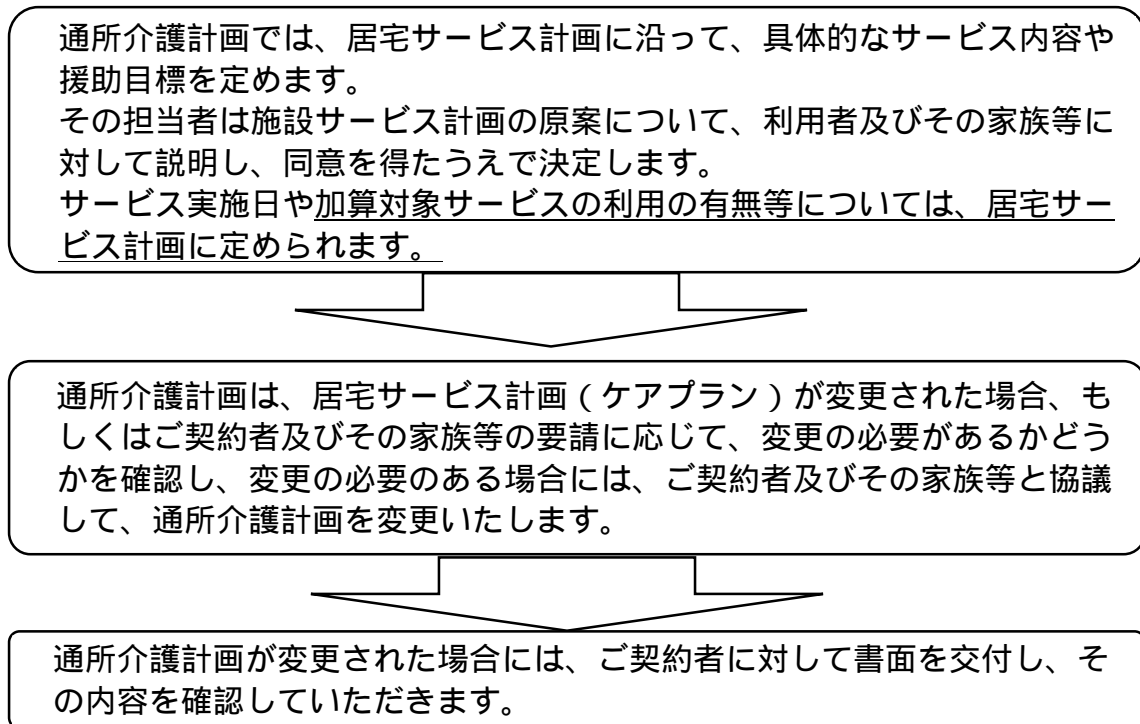 通所介護計画では、居宅サービス計画に沿って、具体的なサービス内容や
援助目標を定めます。
その担当者は施設サービス計画の原案について、利用者及びその家族等に
対して説明し、同意を得たうえで決定します。
サービス実施日や加算対象サービスの利用の有無等については、居宅サー
ビス計画に定められます。
通所介護計画は、居宅サービス計画(ケアプラン)が変更された場合、も
しくはご契約者及びその家族等の要請に応じて、変更の必要があるかどう
かを確認し、変更の必要のある場合には、ご契約者及びその家族等と協議
して、通所介護計画を変更いたします。
通所介護計画が変更された場合には、ご契約者に対して書面を交付し、そ
の内容を確認していただきます。